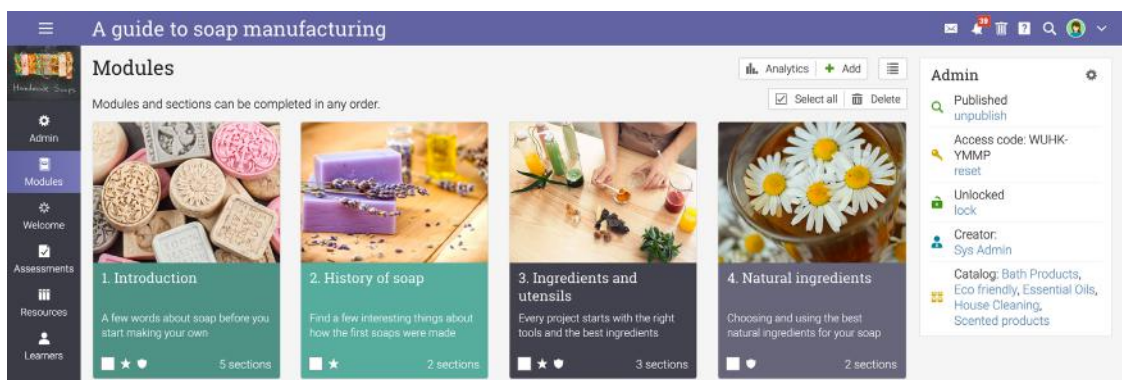 A guide to soap manufacturing
39
Handmade Soaps
Admin
Modules
Welcome
Assessments
Resources
Learners
Modules
Analytics
Add
Modules and sections can be completed in any order.
Select all
Delete
1. Introduction
A few words about soap before you
start making your own
5 sections
2. History of soap
Find a few interesting things about
how the first soaps were made
2 sections
3. Ingredients and
utensils
Every project starts with the right
tools and the best ingredients
3 sections
4. Natural ingredients
Choosing and using the best
natural ingredients for your soap
2 sections
Admin
Published
unpublish
Access code: WUHK-
YMMP
reset
Unlocked
lock
Creator:
Sys Admin
Catalog: Bath Products,
Eco friendly, Essential Oils,
House Cleaning,
Scented products